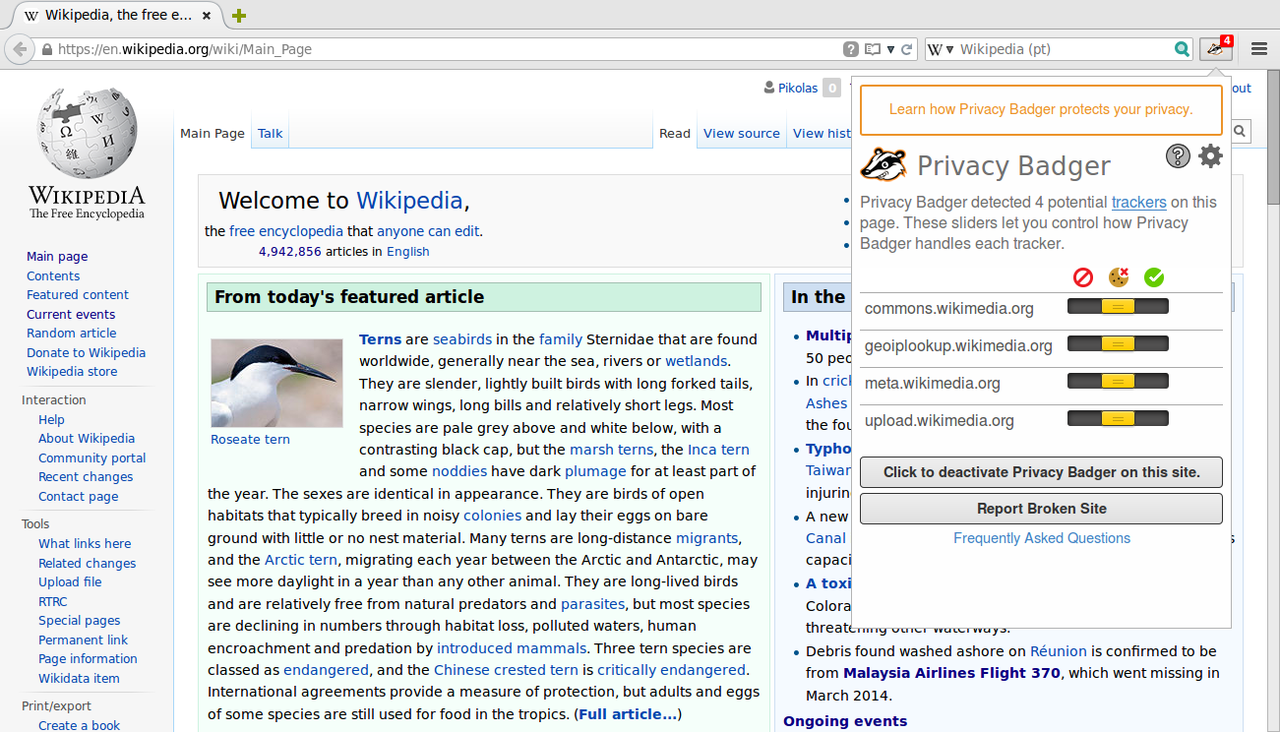 Wikipedia, the free e...
https://en.wikipedia.org/wiki/Main_Page
Wikipedia (pt)
4
WIKIPEDIA
The Free Encyclopedia
Main page
Contents
Featured content
Current events
Random article
Donate to Wikipedia
Wikipedia store
Interaction
Help
About Wikipedia
Community portal
Recent changes
Contact page
Tools
What links here
Related changes
Upload file
RTRC
Special pages
Permanent link
Page information
Wikidata item
Print/export
Create a book
Pikolas 0
out
Main Page Talk
Read View source View hist
Welcome to Wikipedia,
the free encyclopedia that anyone can edit.
4,942,856 articles in English
From today's featured article
Terns are seabirds in the family Sternidae that are found
worldwide, generally near the sea, rivers or wetlands.
They are slender, lightly built birds with long forked tails,
narrow wings, long bills and relatively short legs. Most
species are pale grey above and white below, with a
contrasting black cap, but the marsh terns, the Inca tern
and some noddies have dark plumage for at least part of
the year. The sexes are identical in appearance. They are birds of open
habitats that typically breed in noisy colonies and lay their eggs on bare
ground with little or no nest material. Many terns are long-distance migrants,
and the Arctic tern, migrating each year between the Arctic and Antarctic, may
see more daylight in a year than any other animal. They are long-lived birds
and are relatively free from natural predators and parasites, but most species
are declining in numbers through habitat loss, polluted waters, human
encroachment and predation by introduced mammals. Three tern species are
classed as endangered, and the Chinese crested tern is critically endangered.
International agreements provide a measure of protection, but adults and eggs
of some species are still used for food in the tropics. (Full article...)
Roseate tern
In the
Multip
50 peo
In crick
Ashes
the fou
Typho
Taiwan
injurin
A new
Canal
capaci
A toxi
Colora
threatening other waterways.
Debris found washed ashore on Réunion is confirmed to be
from Malaysia Airlines Flight 370, which went missing in
March 2014.
Ongoing events
Learn how Privacy Badger protects your privacy.
Privacy Badger
Privacy Badger detected 4 potential trackers on this
page. These sliders let you control how Privacy
Badger handles each tracker.
commons.wikimedia.org
geoiplookup.wikimedia.org
meta.wikimedia.org
upload.wikimedia.org
Click to deactivate Privacy Badger on this site.
Report Broken Site
Frequently Asked Questions